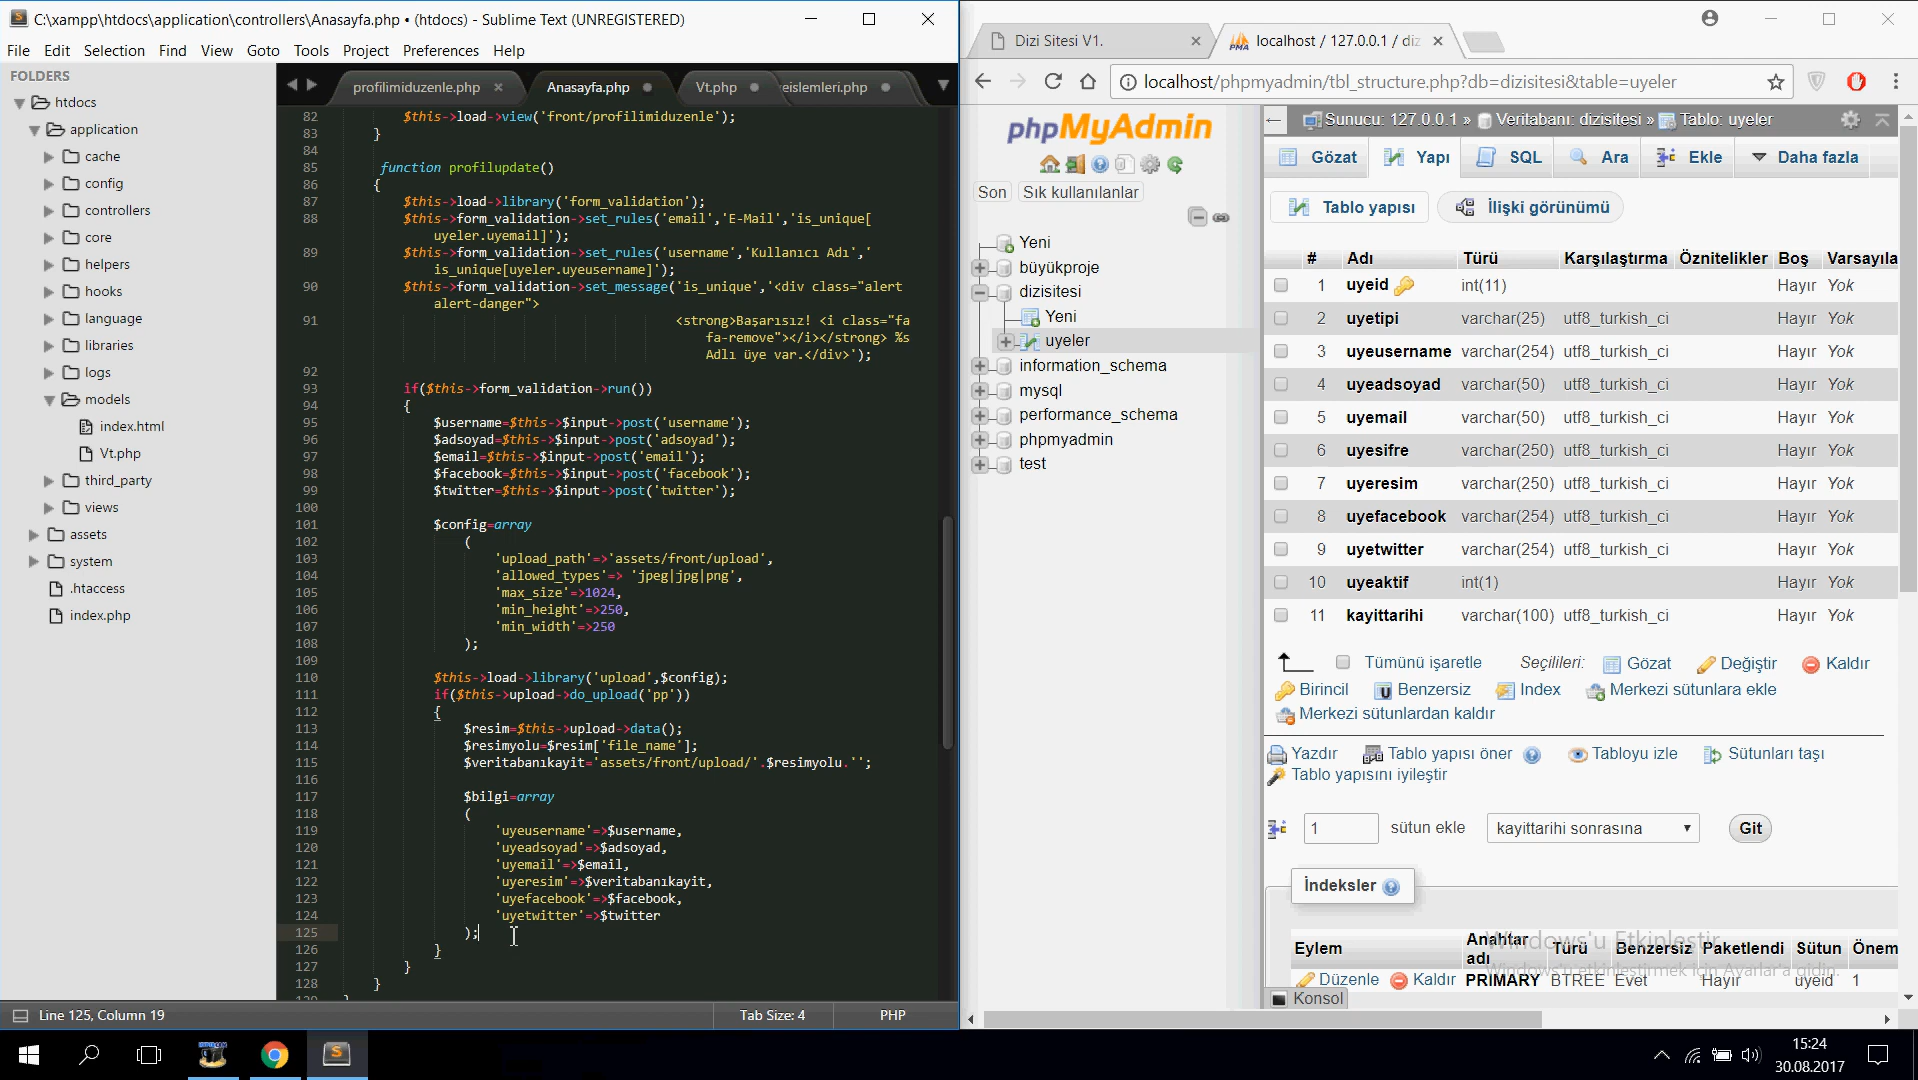 C:\xampp\htdocs\application\controllers\Anasayfa.php • (htdocs) - Sublime Text (UNREGISTERED)
File Edit Selection Find View Goto Tools Project Preferences Help
FOLDERS
htdocs
application
cache
config
controllers
core
helpers
hooks
language
libraries
logs
models
index.html
Vt.php
third_party
views
assets
system
.htaccess
index.php
profilimiduzenle.php × Anasayfa.php Vt.php eislemleri.php
82 $this->load->view('front/profilimiduzenle');
83 }
84
85 function profilupdate()
86 {
87 $this->load->library('form_validation');
88 $this->form_validation->set_rules('email','E-Mail','is_unique[
uyeler.uyemail]');
89 $this->form_validation->set_rules('username','Kullanıcı Adı','
is_unique[uyeler.uyeusername]');
90 $this->form_validation->set_message('is_unique','<div class="alert
alert-danger">
91 <strong>Başarısız! <i class="fa
fa-remove"></i></strong> %s
Adlı üye var.</div>');
92
93 if($this->form_validation->run())
94 {
95 $username=$this->$input->post('username');
96 $adsoyad=$this->$input->post('adsoyad');
97 $email=$this->$input->post('email');
98 $facebook=$this->$input->post('facebook');
99 $twitter=$this->$input->post('twitter');
100
101 $config=array
102 (
103 'upload_path'=>'assets/front/upload',
104 'allowed_types'=> 'jpeg|jpg|png',
105 'max_size'=>1024,
106 'min_height'=>250,
107 'min_width'=>250
108 );
109
110 $this->load->library('upload',$config);
111 if($this->upload->do_upload('pp'))
112 {
113 $resim=$this->upload->data();
114 $resimyolu=$resim['file_name'];
115 $veritabanıkayit='assets/front/upload/'.$resimyolu.'';
116
117 $bilgi=array
118 (
119 'uyeusername'=>$username,
120 'uyeadsoyad'=>$adsoyad,
121 'uyemail'=>$email,
122 'uyeresim'=>$veritabanıkayit,
123 'uyefacebook'=>$facebook,
124 'uyetwitter'=>$twitter
125 );
126 }
127 }
128 }
Line 125, Column 19 Tab Size: 4 PHP
Dizi Sitesi V1. × localhost / 127.0.0.1 / diz ×
localhost/phpmyadmin/tbl_structure.php?db=dizisitesi&table=uyeler
phpMyAdmin
Son Sık kullanılanlar
Yeni
büyükproje
dizisitesi
Yeni
uyeler
information_schema
mysql
performance_schema
phpmyadmin
test
Sunucu: 127.0.0.1 » Veritabanı: dizisitesi » Tablo: uyeler
Gözat Yapı SQL Ara Ekle Daha fazla
Tablo yapısı İlişki görünümü
# Adı Türü Karşılaştırma Öznitelikler Boş Varsayıla
1 uyeid int(11) Hayır Yok
2 uyetipi varchar(25) utf8_turkish_ci Hayır Yok
3 uyeusername varchar(254) utf8_turkish_ci Hayır Yok
4 uyeadsoyad varchar(50) utf8_turkish_ci Hayır Yok
5 uyemail varchar(50) utf8_turkish_ci Hayır Yok
6 uyesifre varchar(250) utf8_turkish_ci Hayır Yok
7 uyeresim varchar(250) utf8_turkish_ci Hayır Yok
8 uyefacebook varchar(254) utf8_turkish_ci Hayır Yok
9 uyetwitter varchar(254) utf8_turkish_ci Hayır Yok
10 uyeaktif int(1) Hayır Yok
11 kayittarihi varchar(100) utf8_turkish_ci Hayır Yok
Tümünü işaretle Seçilileri: Gözat Değiştir Kaldır
Birincil Benzersiz Index Merkezi sütunlara ekle
Merkezi sütunlardan kaldır
Yazdır Tablo yapısı öner Tabloyu izle Sütunları taşı
Tablo yapısını iyileştir
1 sütun ekle kayittarihi sonrasına Git
İndeksler
Eylem Anahtar adı Türü Benzersiz Paketlendi Sütun Önem
Düzenle Kaldır PRIMARY BTREE Evet Hayır uyeid 1
Windows'u Etkinleştir
Windows'u etkinleştirmek için Ayarlar'a gidin.
Konsol
15:24
30.08.2017